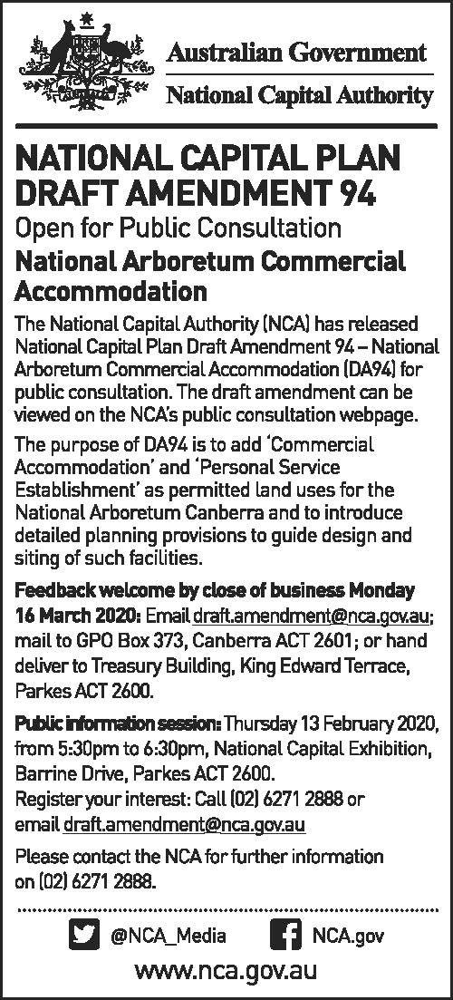 Australian Government
National Capital Authority
NATIONAL CAPITAL PLAN
DRAFT AMENDMENT 94
Open for Public Consultation
National Arboretum Commercial
Accommodation
The National Capital Authority (NCA) has released
National Capital Plan Draft Amendment 94 – National
Arboretum Commercial Accommodation (DA94) for
public consultation. The draft amendment can be
viewed on the NCA's public consultation webpage.
The purpose of DA94 is to add ‘Commercial
Accommodation’ and ‘Personal Service
Establishment’ as permitted land uses for the
National Arboretum Canberra and to introduce
detailed planning provisions to guide design and
siting of such facilities.
Feedback welcome by close of business Monday
16 March 2020: Email draft.amendment@nca.gov.au;
mail to GPO Box 373, Canberra ACT 2601; or hand
deliver to Treasury Building, King Edward Terrace,
Parkes ACT 2600.
Public information session: Thursday 13 February 2020,
from 5:30pm to 6:30pm, National Capital Exhibition,
Barrine Drive, Parkes ACT 2600.
Register your interest: Call (02) 6271 2888 or
email draft.amendment@nca.gov.au
Please contact the NCA for further information
on (02) 6271 2888.
@NCA_Media NCA.gov
www.nca.gov.au